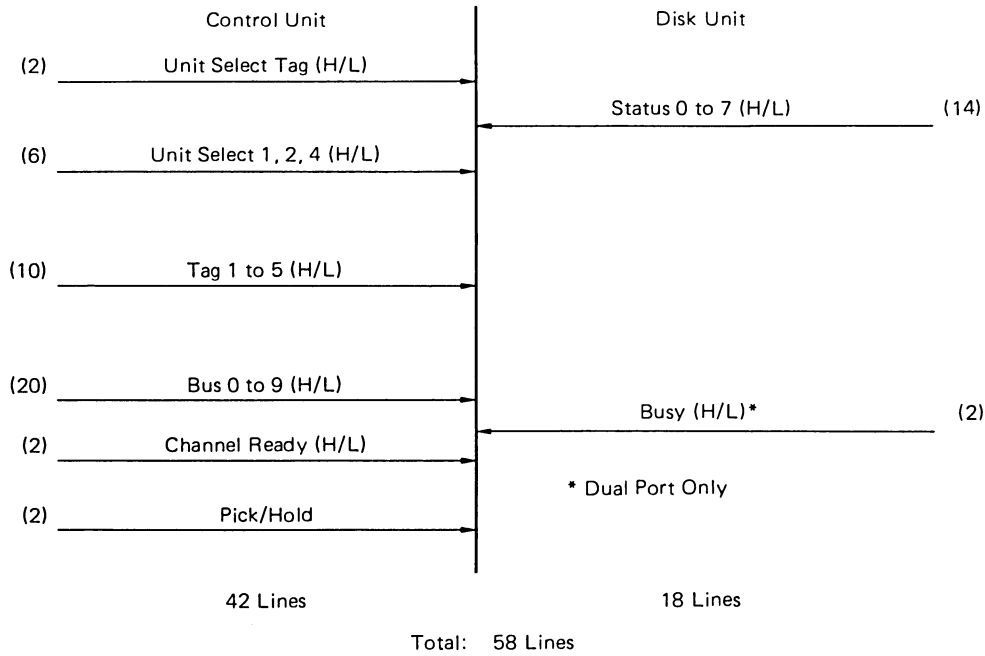 Control Unit
Disk Unit
(2) Unit Select Tag (H/L)
Status 0 to 7 (H/L) (14)
(6) Unit Select 1, 2, 4 (H/L)
(10) Tag 1 to 5 (H/L)
(20) Bus 0 to 9 (H/L)
Busy (H/L)* (2)
(2) Channel Ready (H/L)
* Dual Port Only
(2) Pick/Hold
42 Lines
18 Lines
Total: 58 Lines